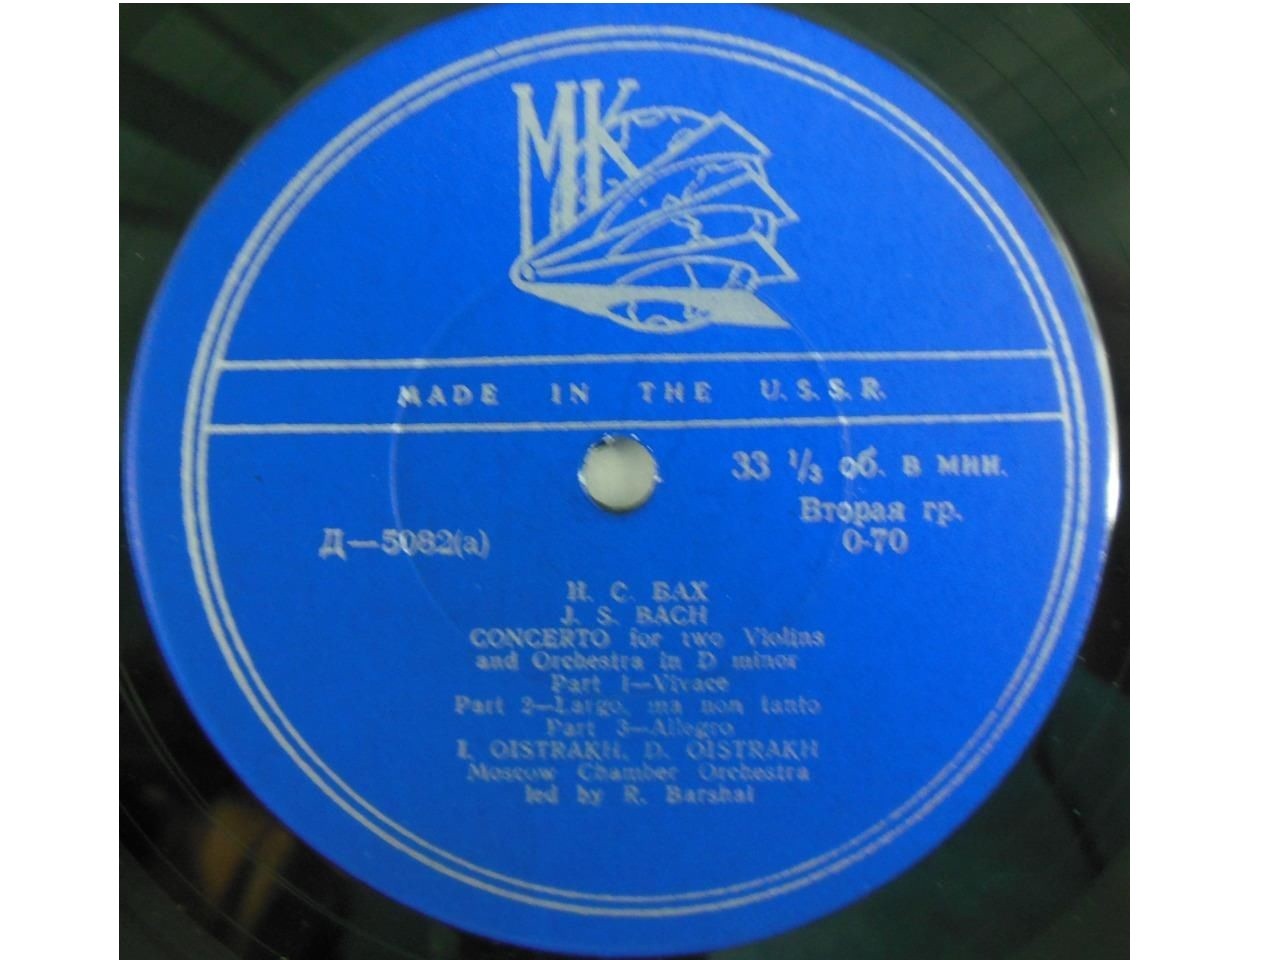 МК
MADE IN THE U.S.S.R.
33 ⅓ об. в мин.
Вторая гр.
Д—5082(а)
0-70
И. С. БАХ
J. S. BACH
CONCERTO for two Violins
and Orchestra in D minor
Part 1—Vivace
Part 2—Largo, ma non tanto
Part 3—Allegro
I. OISTRAKH, D. OISTRAKH
Moscow Chamber Orchestra
led by R. Barshai